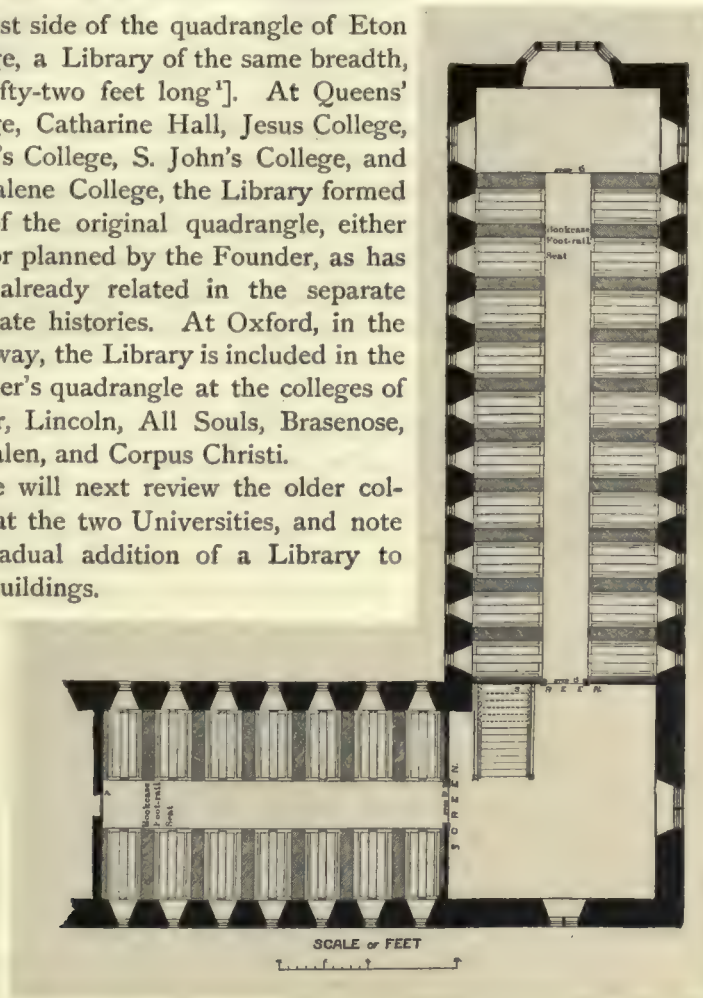 st side of the quadrangle of Eton
ge, a Library of the same breadth,
fty-two feet long¹]. At Queens'
ge, Catharine Hall, Jesus College,
's College, S. John's College, and
alene College, the Library formed
f the original quadrangle, either
or planned by the Founder, as has
already related in the separate
ate histories. At Oxford, in the
way, the Library is included in the
er's quadrangle at the colleges of
r, Lincoln, All Souls, Brasenose,
alen, and Corpus Christi.
e will next review the older col-
at the two Universities, and note
adual addition of a Library to
uildings.
Bookcase
Foot-rail
Seat
SCREEN
Bookcase
Foot-rail
Seat
SCREEN.
SCALE of FEET